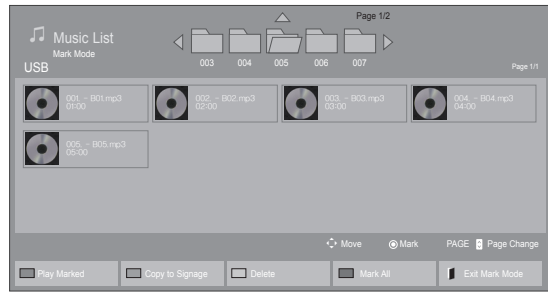 Page 1/2
Music List
Mark Mode
USB
003 004 005 006 007
Page 1/1
001. - B01.mp3
01:00
002. - B02.mp3
02:00
003. - B03.mp3
03:00
004. - B04.mp3
04:00
005. - B05.mp3
05:00
Move Mark PAGE Page Change
Play Marked Copy to Signage Delete Mark All Exit Mark Mode